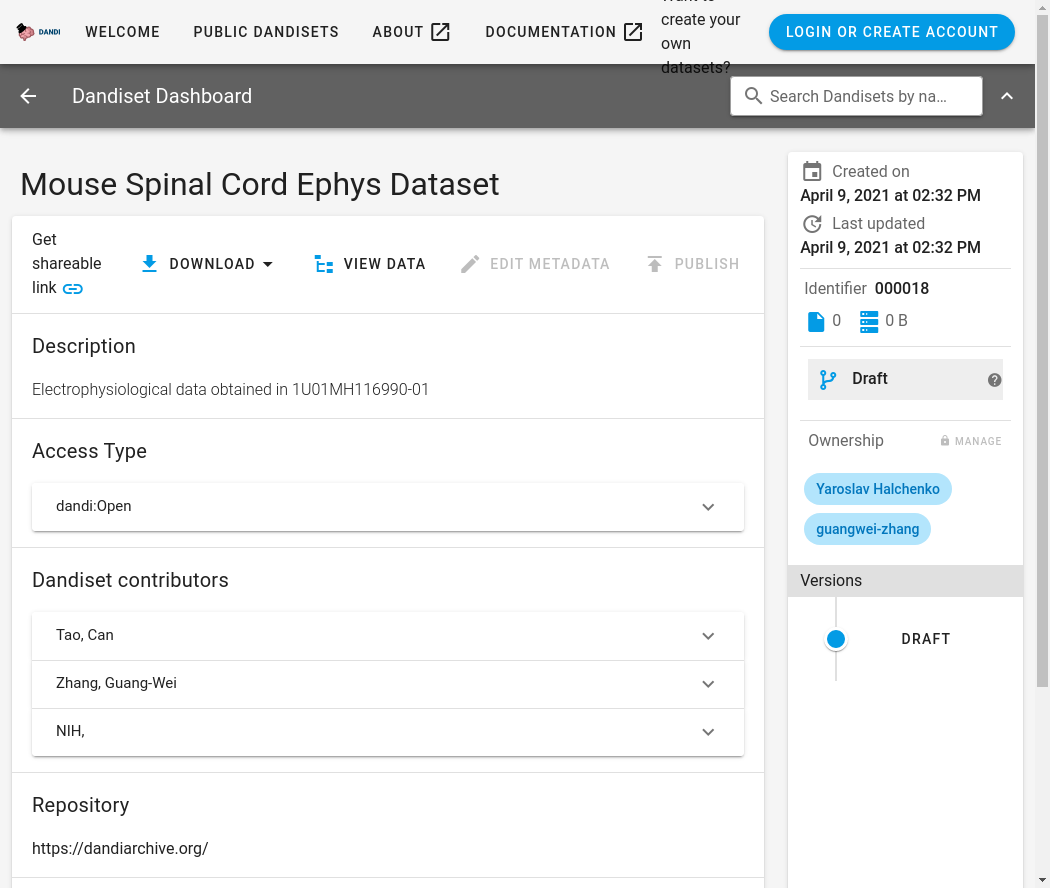 DANDI
WELCOME
PUBLIC DANDISETS
ABOUT
DOCUMENTATION
create your
own
datasets?
LOGIN OR CREATE ACCOUNT
Dandiset Dashboard
Search Dandisets by na…
Mouse Spinal Cord Ephys Dataset
Get
shareable
link
DOWNLOAD
VIEW DATA
EDIT METADATA
PUBLISH
Description
Electrophysiological data obtained in 1U01MH116990-01
Access Type
dandi:Open
Dandiset contributors
Tao, Can
Zhang, Guang-Wei
NIH,
Repository
https://dandiarchive.org/
Created on
April 9, 2021 at 02:32 PM
Last updated
April 9, 2021 at 02:32 PM
Identifier 000018
0
0 B
Draft
?
Ownership
MANAGE
Yaroslav Halchenko
guangwei-zhang
Versions
DRAFT